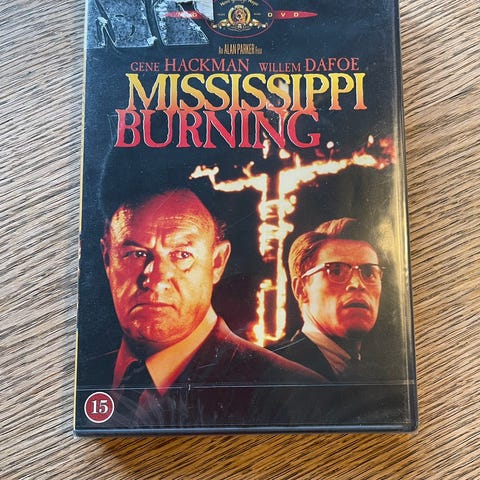 DVD
An ALAN PARKER Film
GENE HACKMAN WILLEM DAFOE
MISSISSIPPI
BURNING
15